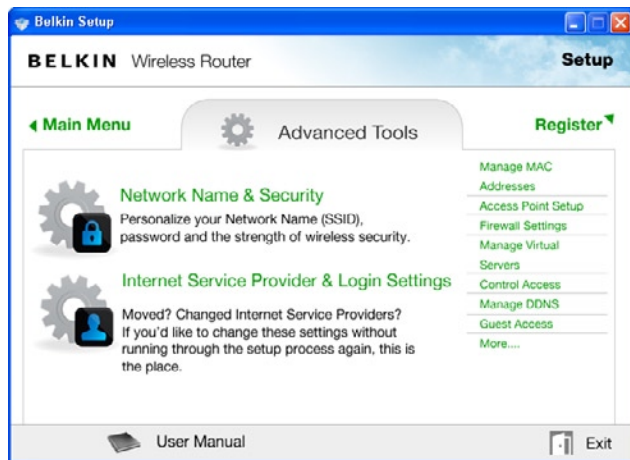 Belkin Setup
BELKIN Wireless Router
Setup
Main Menu
Advanced Tools
Register
Network Name & Security
Personalize your Network Name (SSID),
password and the strength of wireless security.
Internet Service Provider & Login Settings
Moved? Changed Internet Service Providers?
If you'd like to change these settings without
running through the setup process again, this is
the place.
Manage MAC
Addresses
Access Point Setup
Firewall Settings
Manage Virtual
Servers
Control Access
Manage DDNS
Guest Access
More....
User Manual
Exit